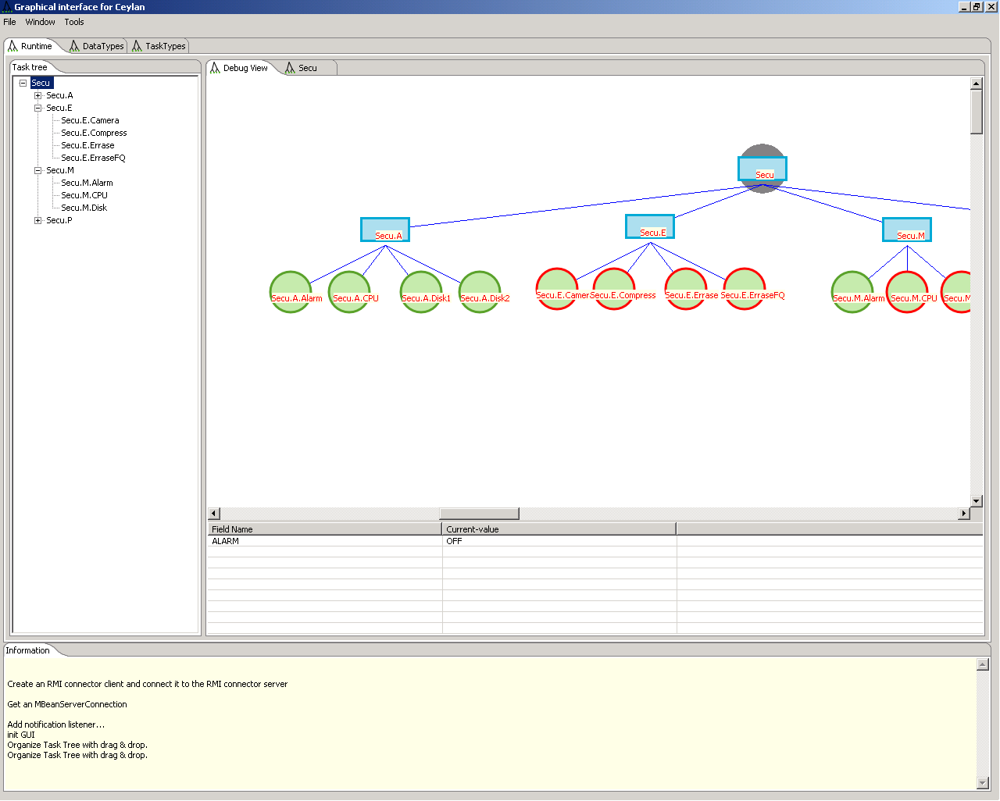 Graphical interface for Ceylan
File Window Tools
Runtime DataTypes TaskTypes
Task tree
Secu
Secu.A
Secu.E
Secu.E.Camera
Secu.E.Compress
Secu.E.Errase
Secu.E.ErraseFQ
Secu.M
Secu.M.Alarm
Secu.M.CPU
Secu.M.Disk
Secu.P
Debug View Secu
Secu
Secu.A Secu.E Secu.M
Secu.A.Alarm Secu.A.CPU Secu.A.Disk1 Secu.A.Disk2 Secu.E.Camer Secu.E.Compress Secu.E.Errase Secu.E.ErraseFQ Secu.M.Alarm Secu.M.CPU Secu.M
Field Name Current-value
ALARM OFF
Information
Create an RMI connector client and connect it to the RMI connector server
Get an MBeanServerConnection
Add notification listener...
init GUI
Organize Task Tree with drag & drop.
Organize Task Tree with drag & drop.